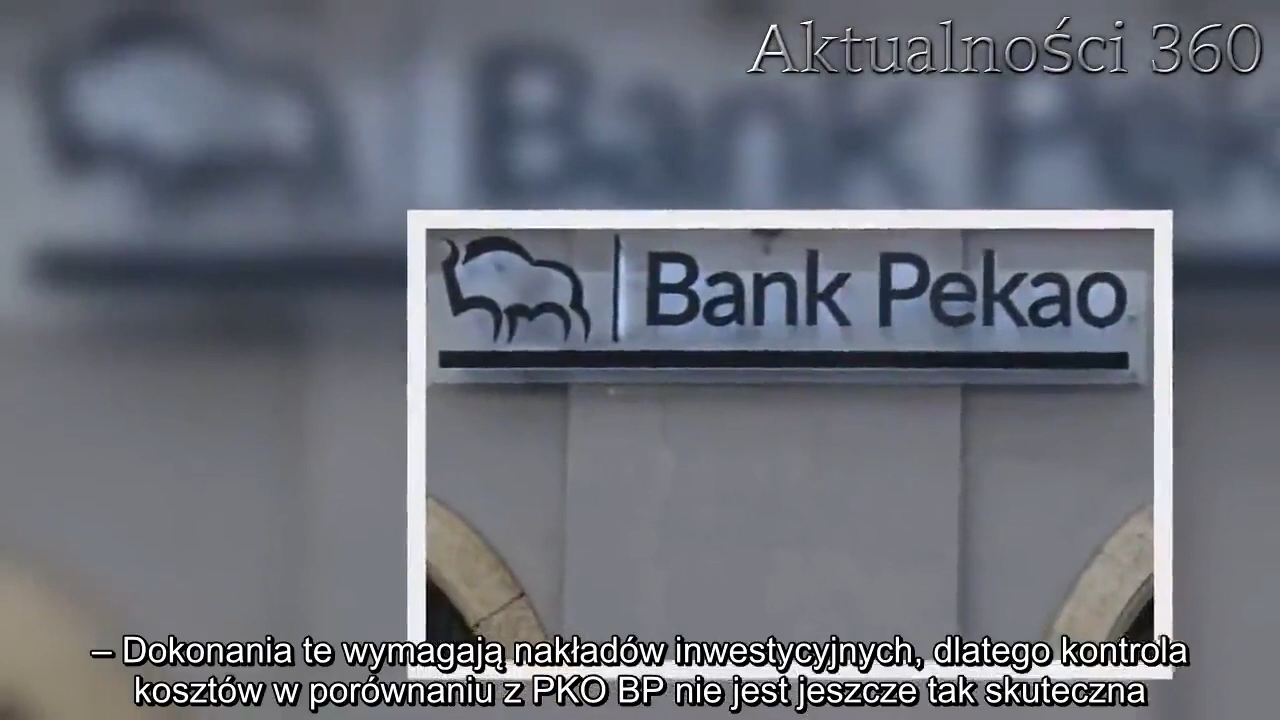 Aktualności 360
Bank Pekao
– Dokonania te wymagają nakładów inwestycyjnych, dlatego kontrola
kosztów w porównaniu z PKO BP nie jest jeszcze tak skuteczna